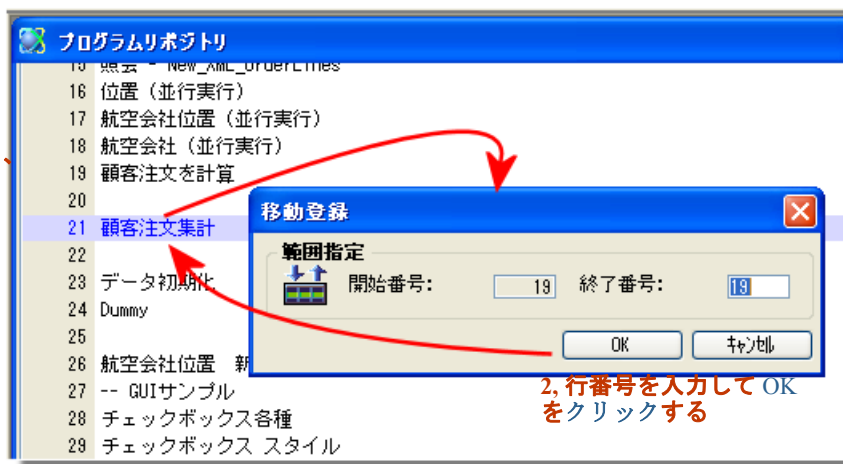 プログラムリポジトリ
15 照会 - New_XML_OrderLines
16 位置（並行実行）
17 航空会社位置（並行実行）
18 航空会社（並行実行）
19 顧客注文を計算
20
21 顧客注文集計
22
23 データ初期化
24 Dummy
25
26 航空会社位置 新
27 -- GUIサンプル
28 チェックボックス各種
29 チェックボックス スタイル
移動登録
範囲指定
開始番号: 19 終了番号: 19
OK キャンセル
2, 行番号を入力して OK
をクリックする